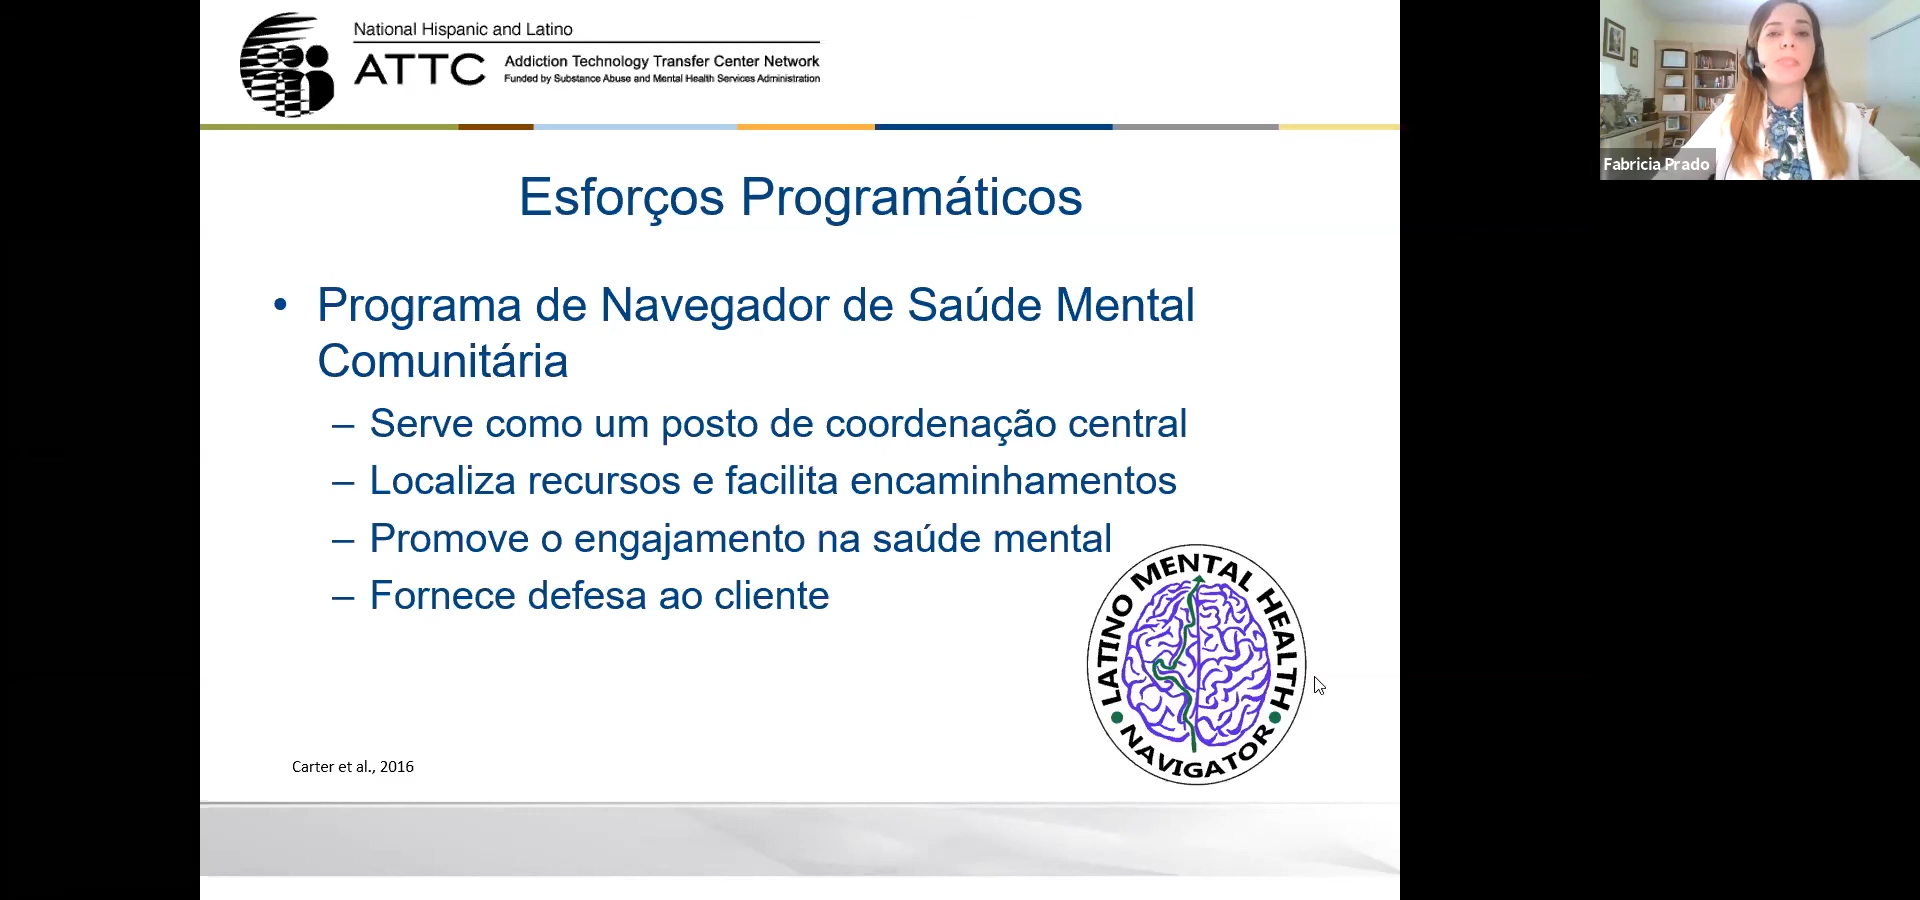 National Hispanic and Latino
ATTC
Addiction Technology Transfer Center Network
Funded by Substance Abuse and Mental Health Services Administration
Fabricia Prado
Esforços Programáticos
• Programa de Navegador de Saúde Mental
Comunitária
– Serve como um posto de coordenação central
– Localiza recursos e facilita encaminhamentos
– Promove o engajamento na saúde mental
– Fornece defesa ao cliente
LATINO MENTAL HEALTH
• NAVIGATOR •
Carter et al., 2016